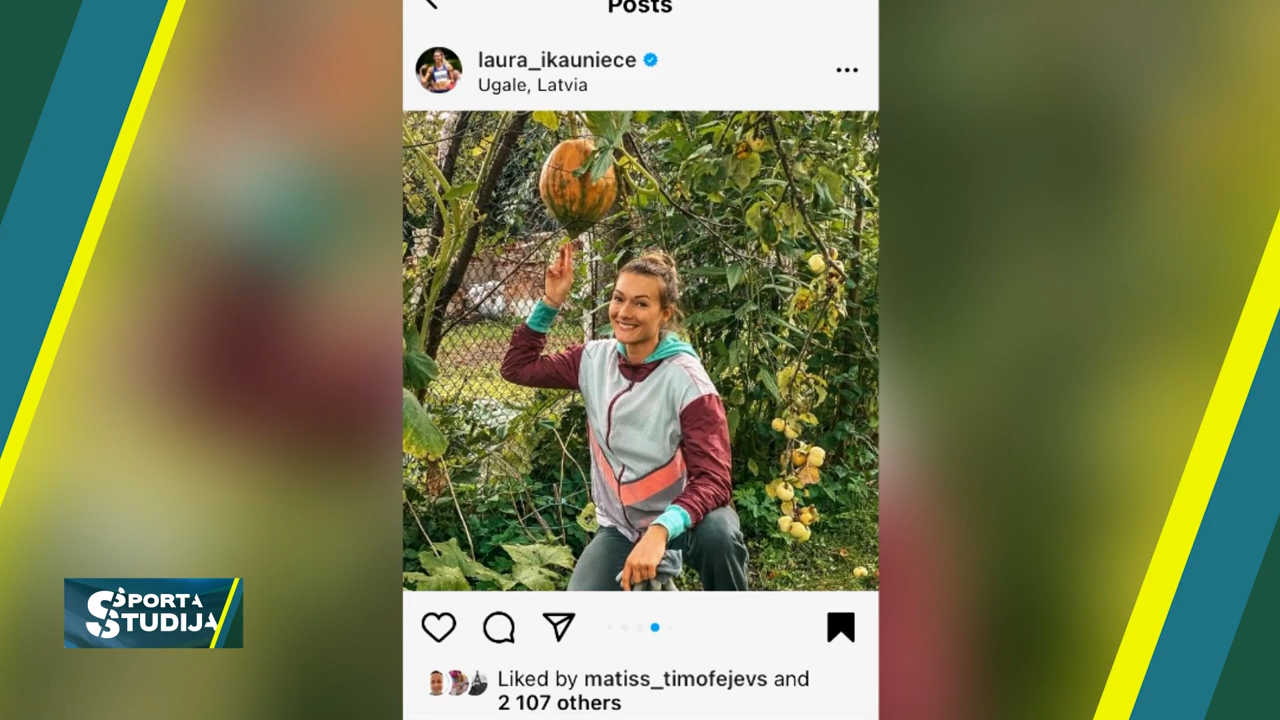 Posts
laura_ikauniece
Ugale, Latvia
Liked by matiss_timofejevs and
2 107 others
SPORTA
STUDIJA